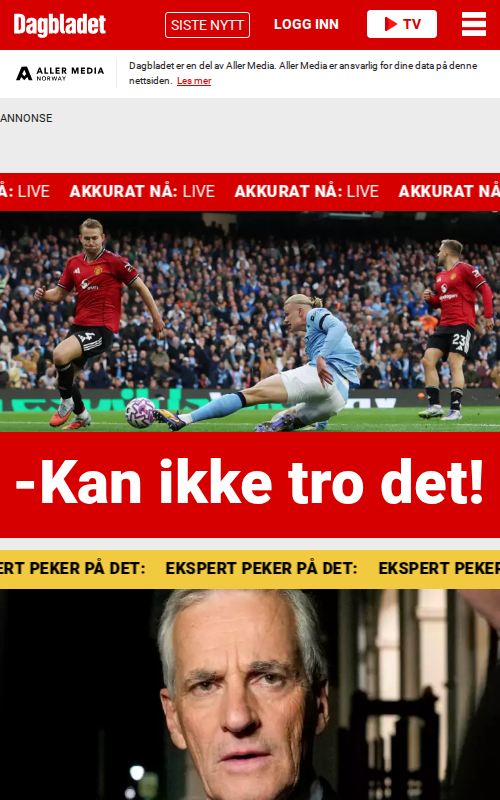 Dagbladet
SISTE NYTT
LOGG INN
TV
ALLER MEDIA
NORWAY
Dagbladet er en del av Aller Media. Aller Media er ansvarlig for dine data på denne
nettsiden. Les mer
ANNONSE
Å: LIVE AKKURAT NÅ: LIVE AKKURAT NÅ: LIVE AKKURAT NÅ
23
-Kan ikke tro det!
ERT PEKER PÅ DET: EKSPERT PEKER PÅ DET: EKSPERT PEKER